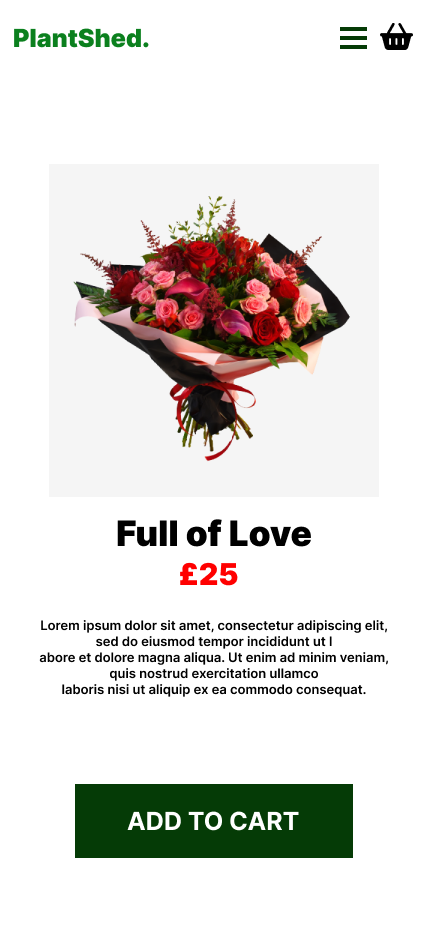 PlantShed.
Full of Love
£25
Lorem ipsum dolor sit amet, consectetur adipiscing elit,
sed do eiusmod tempor incididunt ut l
abore et dolore magna aliqua. Ut enim ad minim veniam,
quis nostrud exercitation ullamco
laboris nisi ut aliquip ex ea commodo consequat.
ADD TO CART